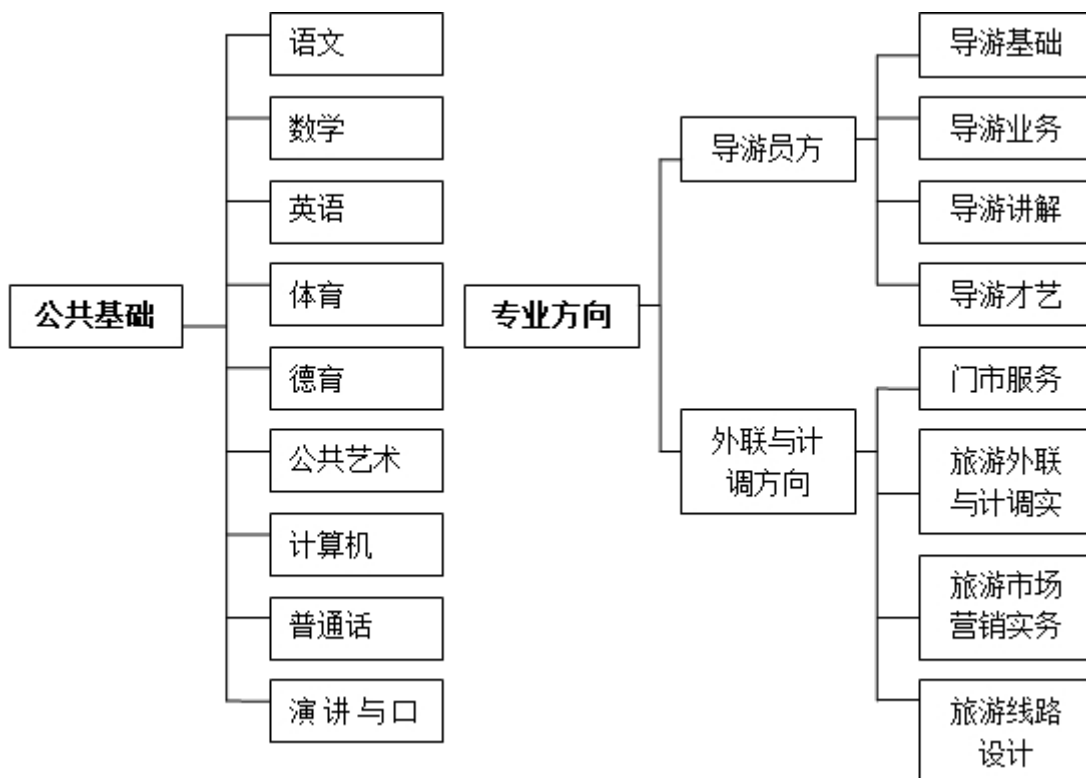 公共基础
语文
数学
英语
体育
德育
公共艺术
计算机
普通话
演讲与口
专业方向
导游员方
导游基础
导游业务
导游讲解
导游才艺
外联与计
调方向
门市服务
旅游外联
与计调实
旅游市场
营销实务
旅游线路
设计